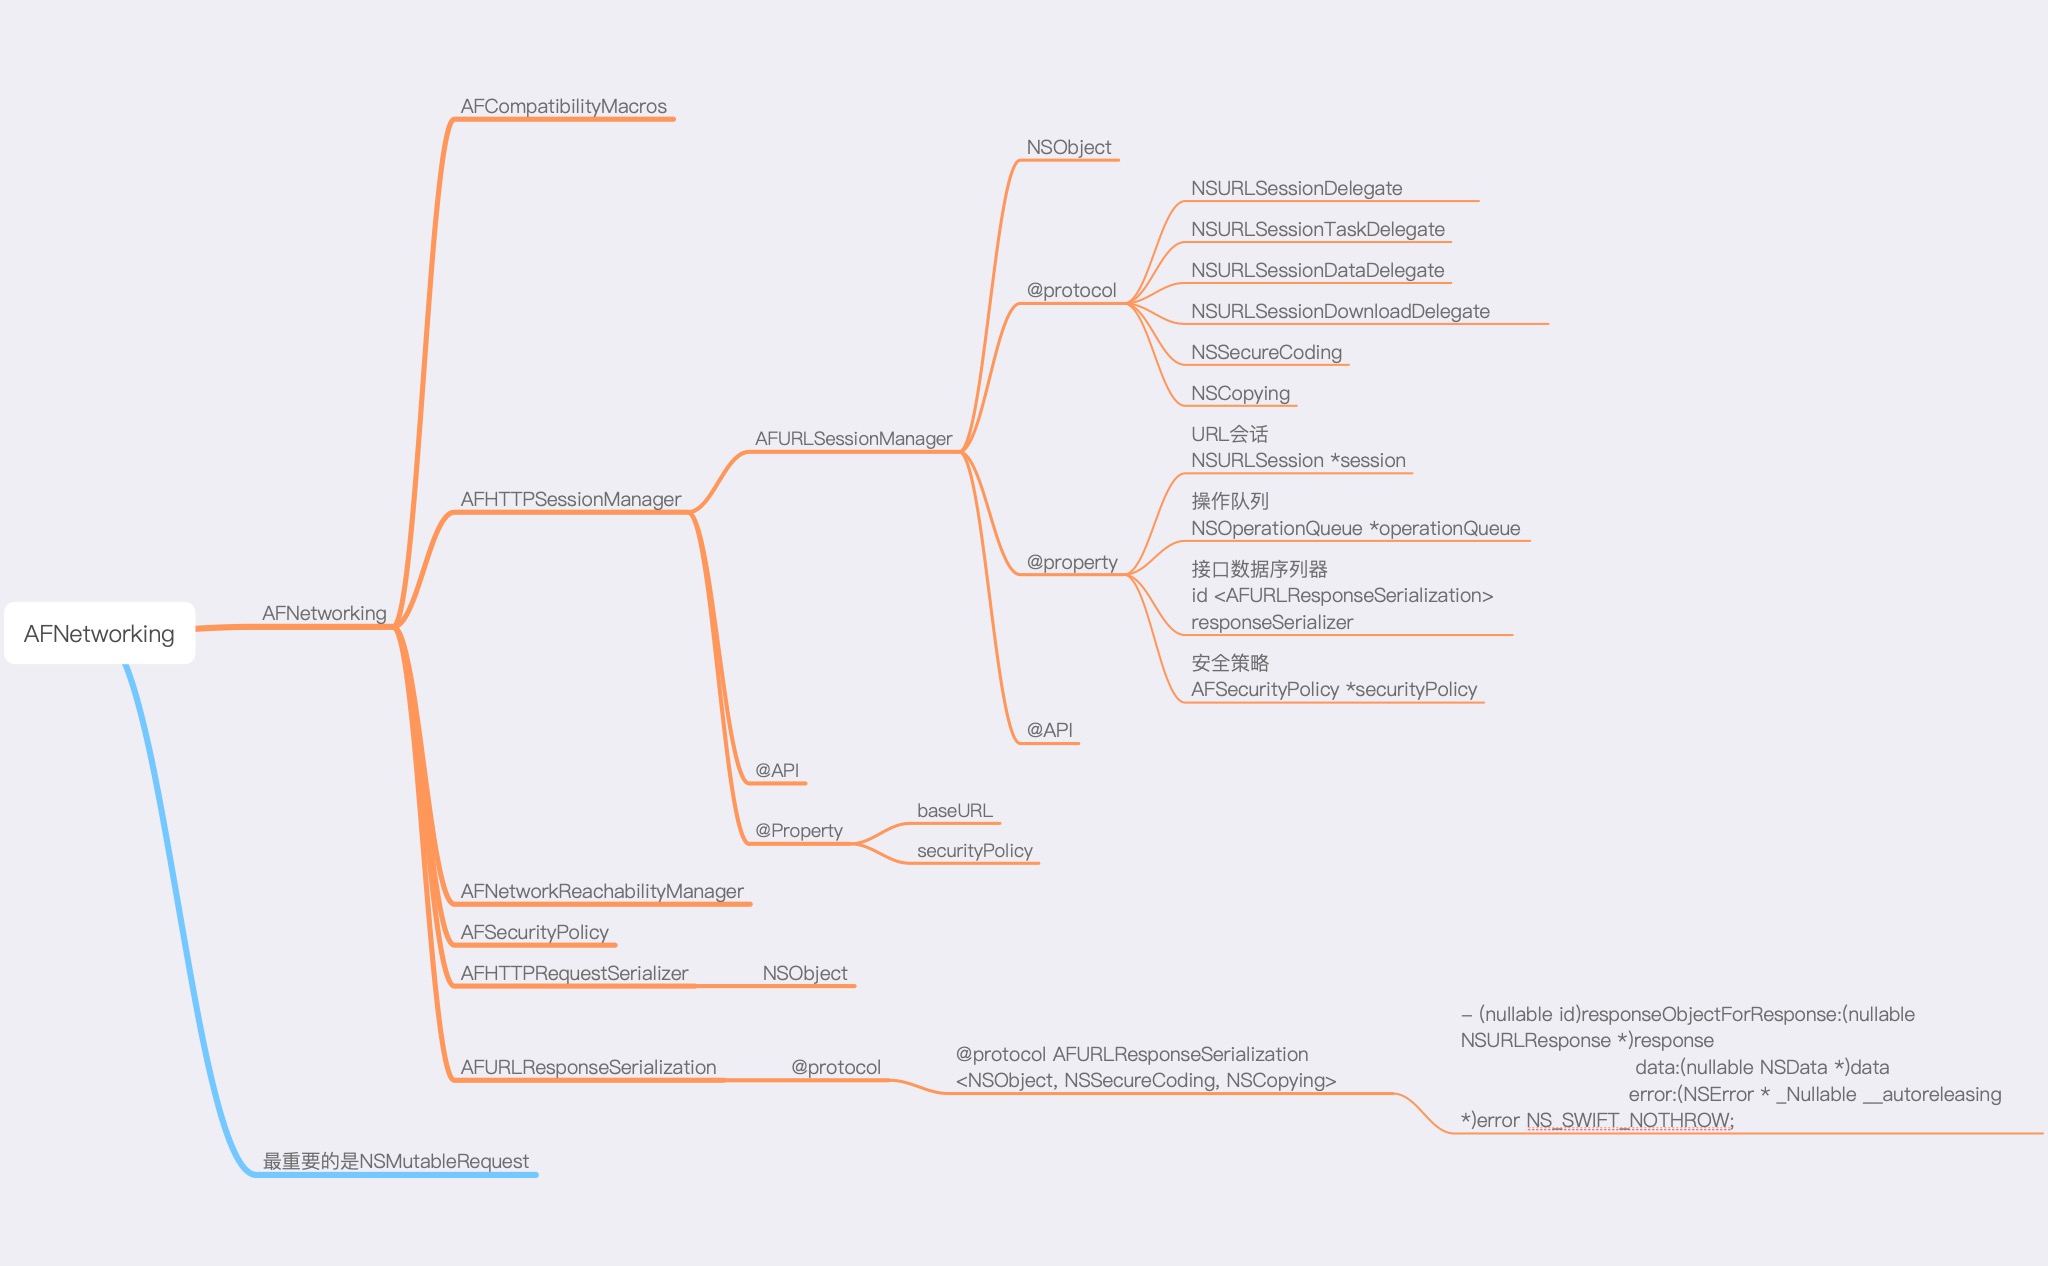 AFNetworking
AFNetworking
AFCompatibilityMacros
AFHTTPSessionManager
AFURLSessionManager
NSObject
@protocol
NSURLSessionDelegate
NSURLSessionTaskDelegate
NSURLSessionDataDelegate
NSURLSessionDownloadDelegate
NSSecureCoding
NSCopying
@property
URL会话
NSURLSession *session
操作队列
NSOperationQueue *operationQueue
接口数据序列器
id <AFURLResponseSerialization>
responseSerializer
安全策略
AFSecurityPolicy *securityPolicy
@API
@API
@Property
baseURL
securityPolicy
AFNetworkReachabilityManager
AFSecurityPolicy
AFHTTPRequestSerializer
NSObject
AFURLResponseSerialization
@protocol
@protocol AFURLResponseSerialization
<NSObject, NSSecureCoding, NSCopying>
- (nullable id)responseObjectForResponse:(nullable
NSURLResponse *)response
data:(nullable NSData *)data
error:(NSError * _Nullable __autoreleasing
*)error NS_SWIFT_NOTHROW;
最重要的是NSMutableRequest